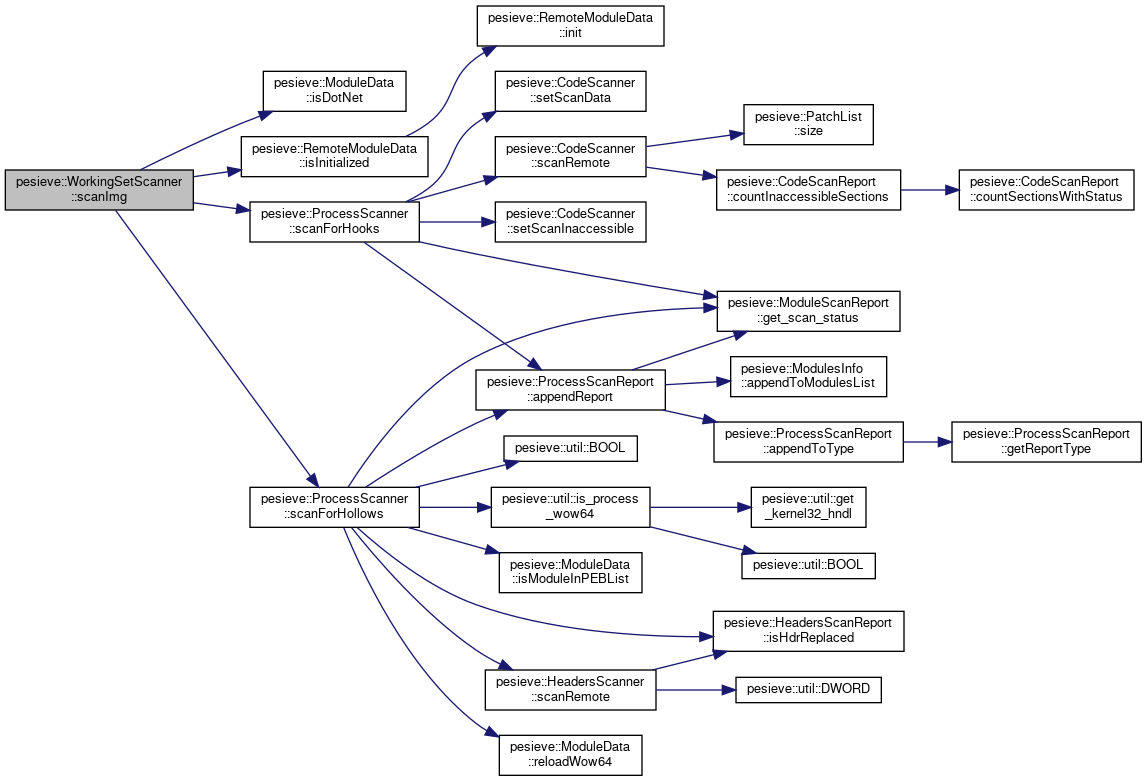 pesieve::RemoteModuleData
::init
pesieve::ModuleData
::isDotNet
pesieve::CodeScanner
::setScanData
pesieve::PatchList
::size
pesieve::RemoteModuleData
::isInitialized
pesieve::CodeScanner
::scanRemote
pesieve::WorkingSetScanner
::scanImg
pesieve::CodeScanReport
::countInaccessibleSections
pesieve::CodeScanReport
::countSectionsWithStatus
pesieve::ProcessScanner
::scanForHooks
pesieve::CodeScanner
::setScanInaccessible
pesieve::ModuleScanReport
::get_scan_status
pesieve::ProcessScanReport
::appendReport
pesieve::ModulesInfo
::appendToModulesList
pesieve::ProcessScanReport
::appendToType
pesieve::ProcessScanReport
::getReportType
pesieve::util::BOOL
pesieve::ProcessScanner
::scanForHollows
pesieve::util::is_process
_wow64
pesieve::util::get
_kernel32_hndl
pesieve::ModuleData
::isModuleInPEBList
pesieve::util::BOOL
pesieve::HeadersScanReport
::isHdrReplaced
pesieve::HeadersScanner
::scanRemote
pesieve::util::DWORD
pesieve::ModuleData
::reloadWow64